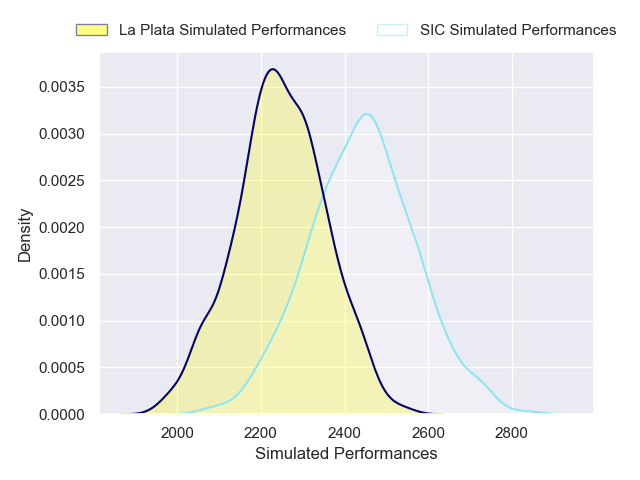 La Plata Simulated Performances
SIC Simulated Performances
0.0035
0.0030
0.0025
0.0020
0.0015
0.0010
0.0005
0.0000
Density
2000 2200 2400 2600 2800
Simulated Performances